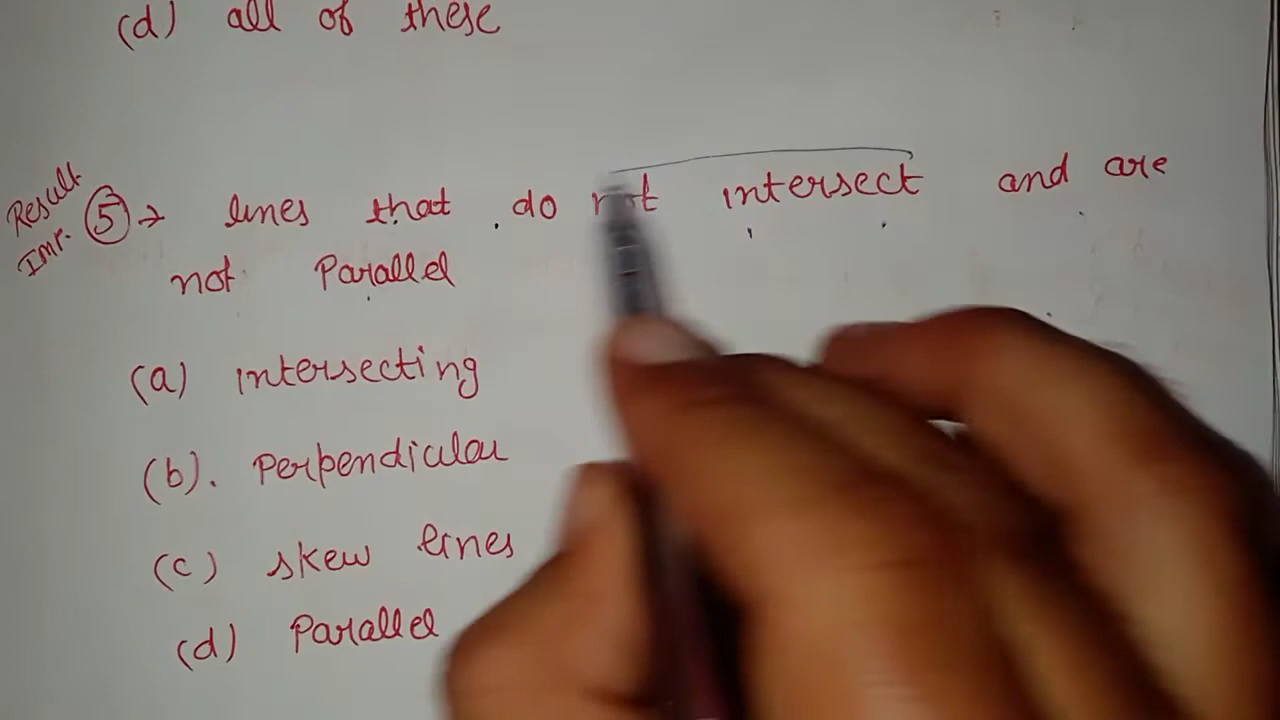 (d) all of these
Result
Imr. 5 → lines that do not intersect and are
not Parallel
(a) intersecting
(b). Perpendicular
(c) skew lines
(d) Parallel